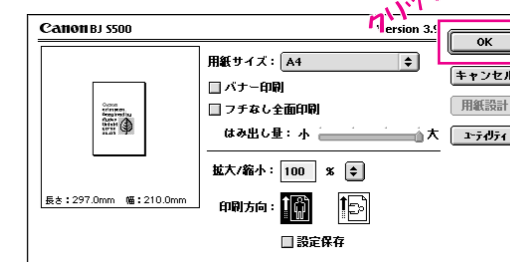 クリック
Canon BJ S500
Version 3.9
OK
用紙サイズ： A4
キャンセル
バナー印刷
フチなし全面印刷
用紙設計
はみ出し量： 小 大
ユーティリティ
拡大/縮小： 100 %
長さ：297.0mm 幅：210.0mm
印刷方向：
設定保存